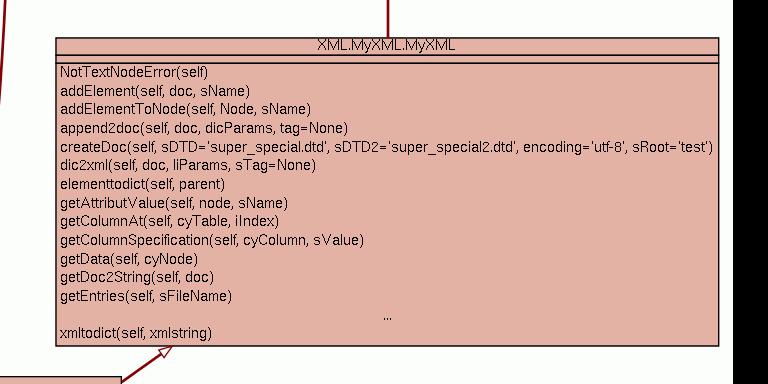 XML.MyXML.MyXML
NotTextNodeError(self)
addElement(self, doc, sName)
addElementToNode(self, Node, sName)
append2doc(self, doc, dicParams, tag=None)
createDoc(self, sDTD='super_special.dtd', sDTD2='super_special2.dtd', encoding='utf-8', sRoot='test')
dic2xml(self, doc, liParams, sTag=None)
elementtodict(self, parent)
getAttributValue(self, node, sName)
getColumnAt(self, cyTable, iIndex)
getColumnSpecification(self, cyColumn, sValue)
getData(self, cyNode)
getDoc2String(self, doc)
getEntries(self, sFileName)
...
xmltodict(self, xmlstring)